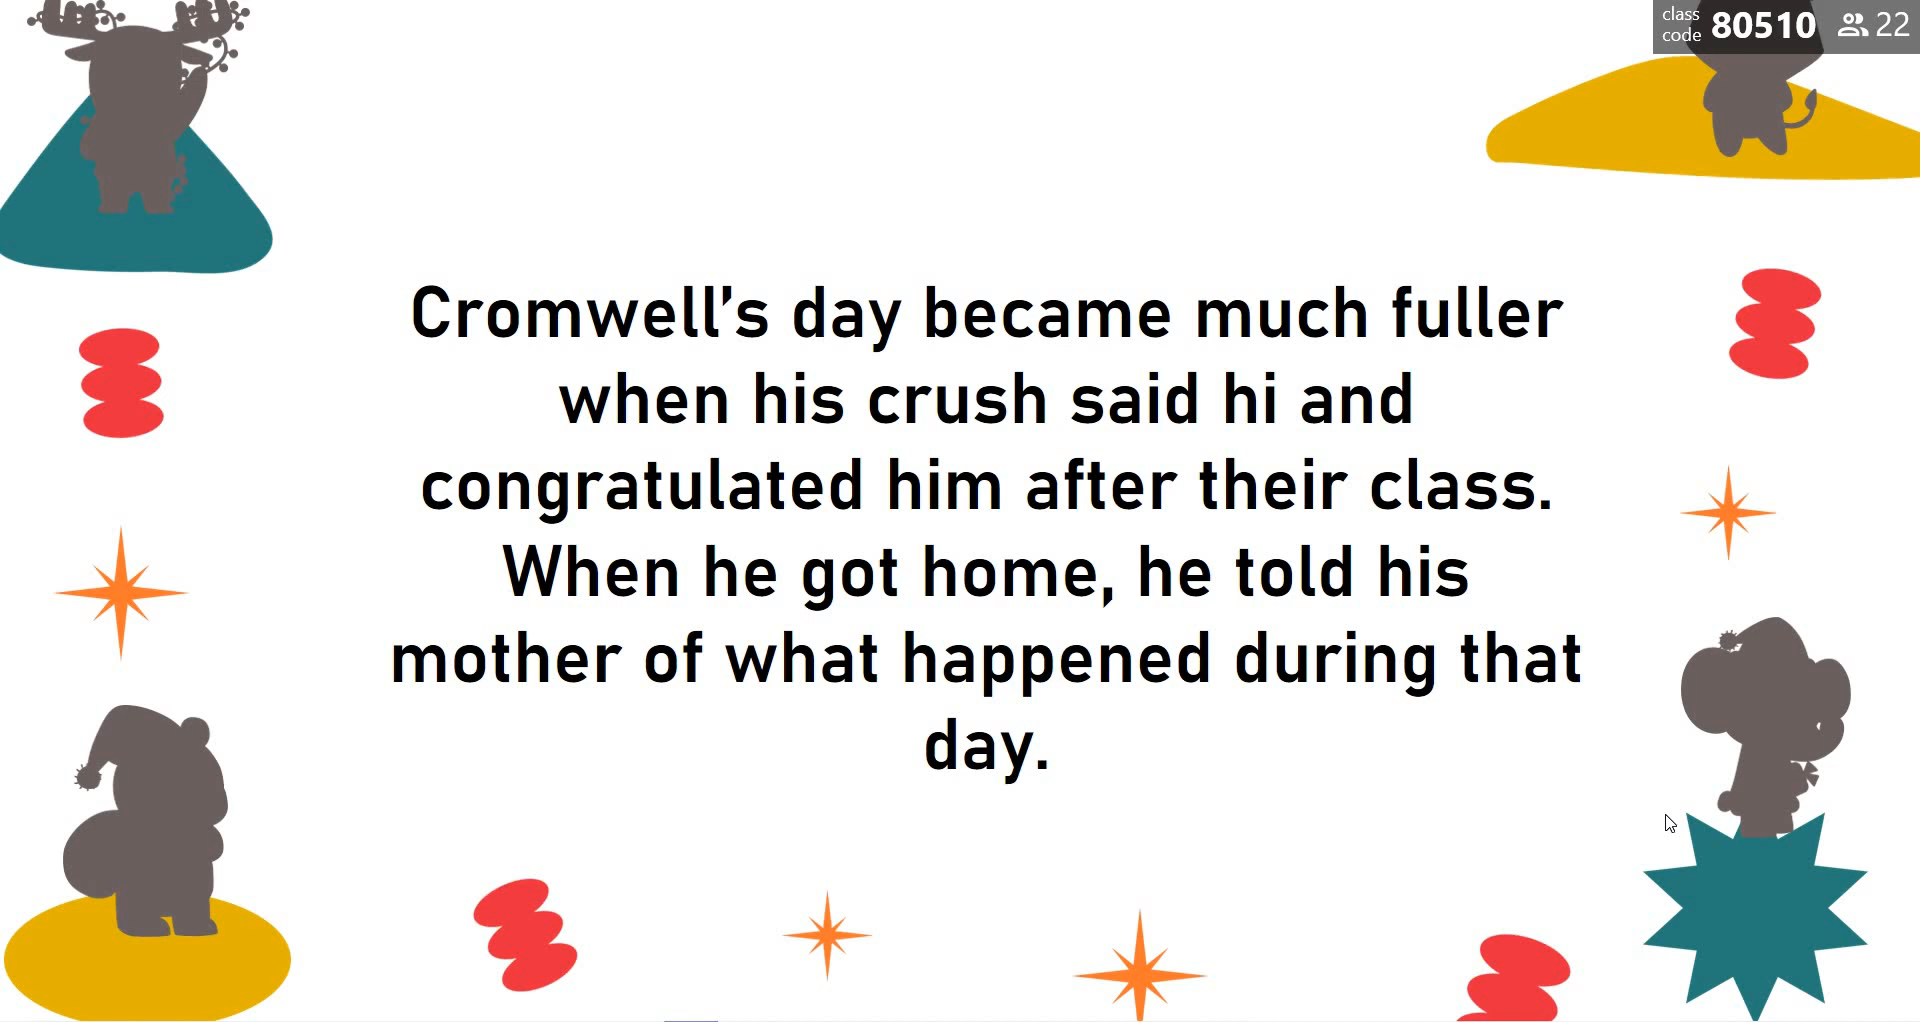 class
code 80510 22
Cromwell's day became much fuller
when his crush said hi and
congratulated him after their class.
When he got home, he told his
mother of what happened during that
day.